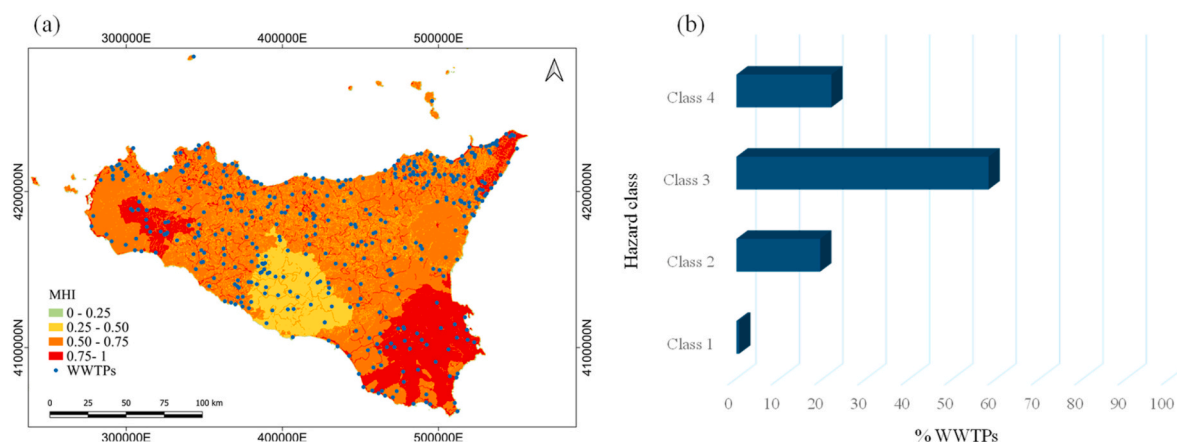 (a)
300000E 400000E 500000E
4200000N 4200000N
4100000N 4100000N
MHI
0 - 0.25
0.25 - 0.50
0.50 - 0.75
0.75- 1
WWTPs
0 25 50 75 100 km
300000E 400000E 500000E
(b)
Hazard class
Class 4
Class 3
Class 2
Class 1
0 10 20 30 40 50 60 70 80 90 100
% WWTPs